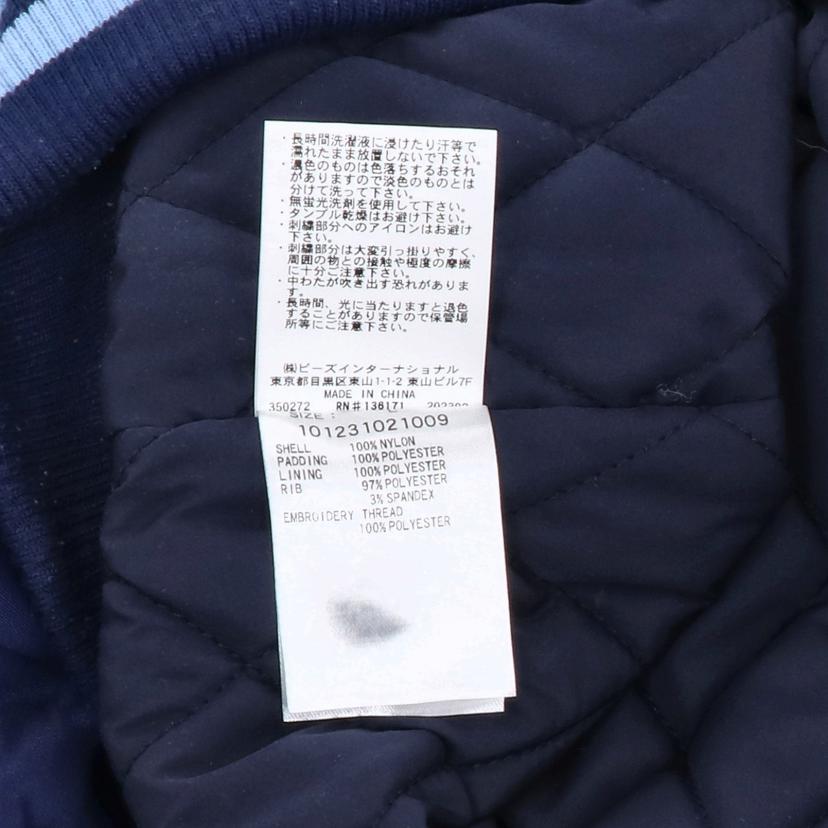 ・長時間洗濯液に浸けたり汗等で
濡れたまま放置しないで下さい。
・濃色のものは色落ちするおそれ
がありますので淡色のものとは
分けて洗って下さい。
・無蛍光洗剤を使用して下さい。
・タンブル乾燥はお避け下さい。
・刺繍部分へのアイロンはお避け
下さい。
・刺繍部分は大変引っ掛りやすく、
周囲の物との接触や極度の摩擦
に十分ご注意下さい。
・中わたが吹き出す恐れがありま
す。
・長時間、光に当たりますと退色
することがありますので保管場
所等にご注意下さい。
㈱ビーズインターナショナル
東京都目黒区東山1-1-2 東山ビル7F
MADE IN CHINA
350272 RN#136171
SIZE :
101231021009
SHELL 100%NYLON
PADDING 100%POLYESTER
LINING 100%POLYESTER
RIB 97%POLYESTER
3%SPANDEX
EMBROIDERY THREAD
100%POLYESTER